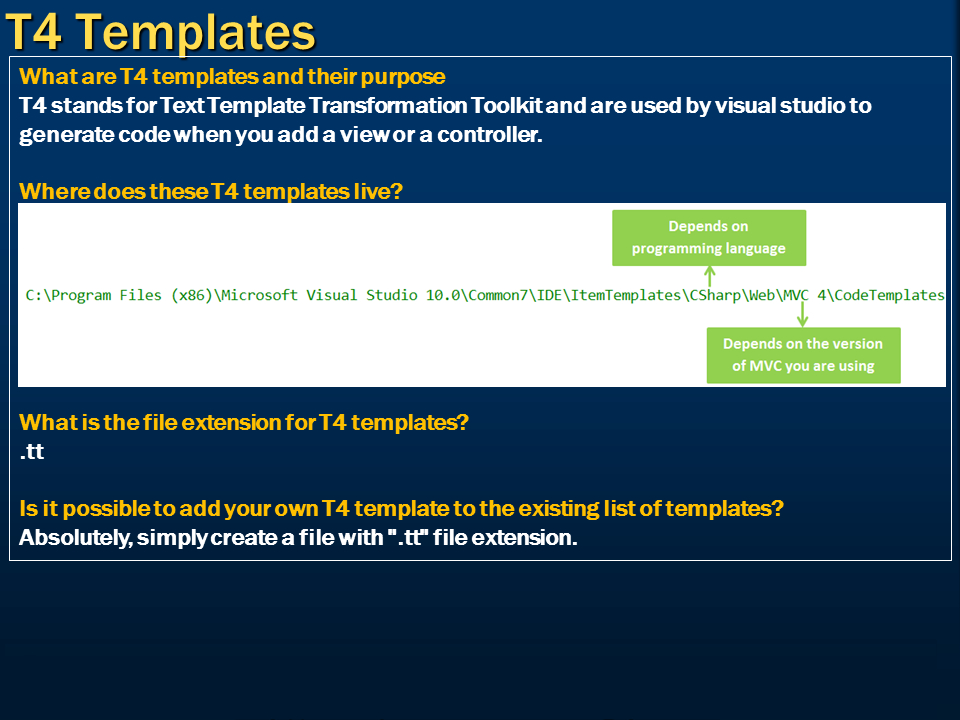 T4 Templates
What are T4 templates and their purpose
T4 stands for Text Template Transformation Toolkit and are used by visual studio to
generate code when you add a view or a controller.
Where does these T4 templates live?
Depends on
programming language
C:\Program Files (x86)\Microsoft Visual Studio 10.0\Common7\IDE\ItemTemplates\CSharp\Web\MVC 4\CodeTemplates
Depends on the version
of MVC you are using
What is the file extension for T4 templates?
.tt
Is it possible to add your own T4 template to the existing list of templates?
Absolutely, simply create a file with ".tt" file extension.